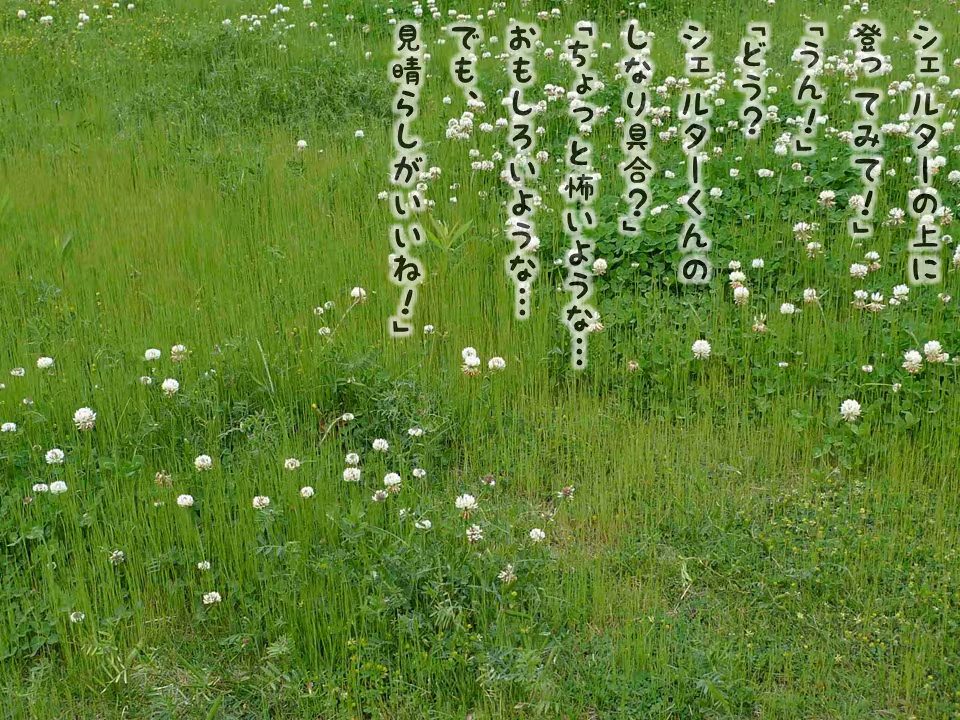 シェルターの上に
登ってみて！」
「うん！」
「どう？
シェルターくんの
しなり具合？」
「ちょっと怖いような…
おもしろいような…
でも、
見晴らしがいいね！」